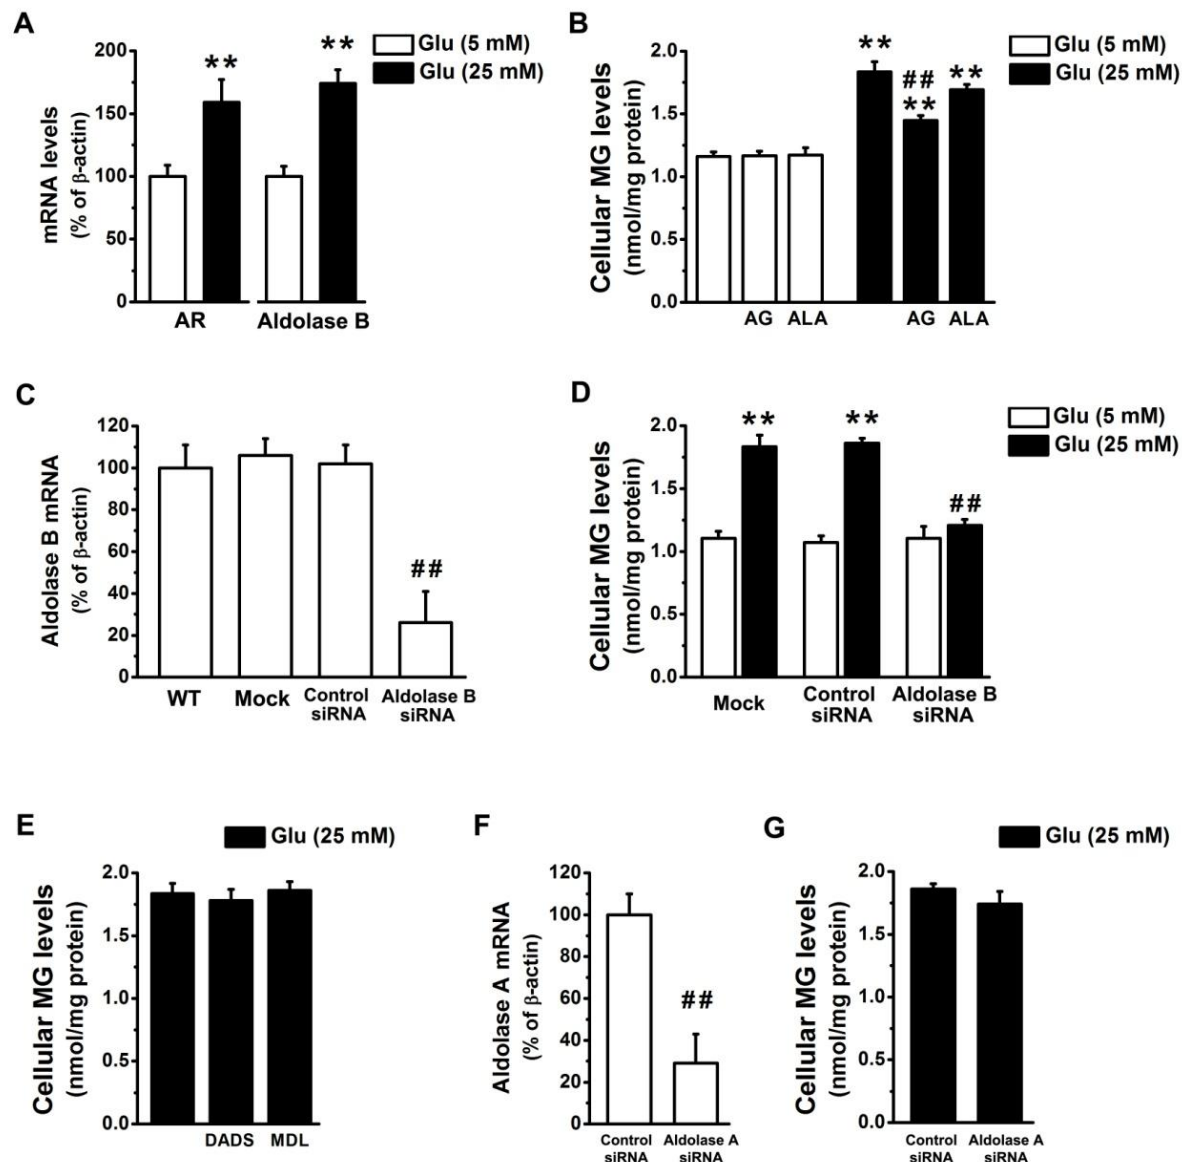 A
mRNA levels
(% of β-actin)
200
150
100
50
0
**
**
Glu (5 mM)
Glu (25 mM)
AR
Aldolase B
B
Cellular MG levels
(nmol/mg protein)
2.0
1.5
1.0
0.5
0.0
**
##
**
**
Glu (5 mM)
Glu (25 mM)
AG ALA AG ALA
C
Aldolase B mRNA
(% of β-actin)
120
100
80
60
40
20
0
##
WT
Mock
Control
siRNA
Aldolase B
siRNA
D
Cellular MG levels
(nmol/mg protein)
2.0
1.5
1.0
0.5
0.0
**
**
##
Glu (5 mM)
Glu (25 mM)
Mock
Control
siRNA
Aldolase B
siRNA
E
Glu (25 mM)
Cellular MG levels
(nmol/mg protein)
2.0
1.5
1.0
0.5
0.0
DADS MDL
F
Aldolase A mRNA
(% of β-actin)
120
100
80
60
40
20
0
##
Control
siRNA
Aldolase A
siRNA
G
Glu (25 mM)
Cellular MG levels
(nmol/mg protein)
2.0
1.5
1.0
0.5
0.0
Control
siRNA
Aldolase A
siRNA